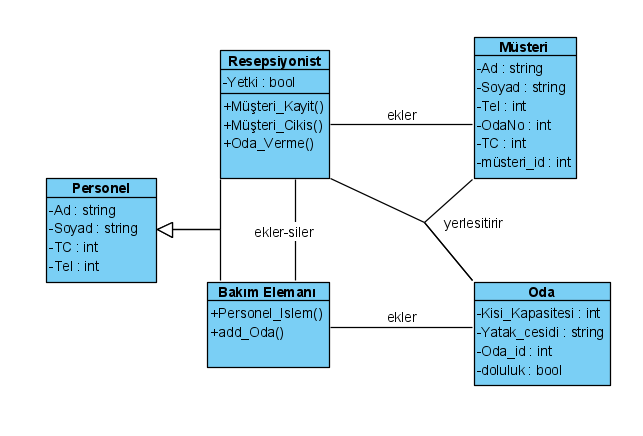 Resepsiyonist
-Yetki : bool
+Müşteri_Kayit()
+Müşteri_Cikis()
+Oda_Verme()
ekler
Müsteri
-Ad : string
-Soyad : string
-Tel : int
-OdaNo : int
-TC : int
-müsteri_id : int
Personel
-Ad : string
-Soyad : string
-TC : int
-Tel : int
ekler-siler
yerlesitirir
Bakım Elemanı
+Personel_Islem()
+add_Oda()
ekler
Oda
-Kisi_Kapasitesi : int
-Yatak_cesidi : string
-Oda_id : int
-doluluk : bool